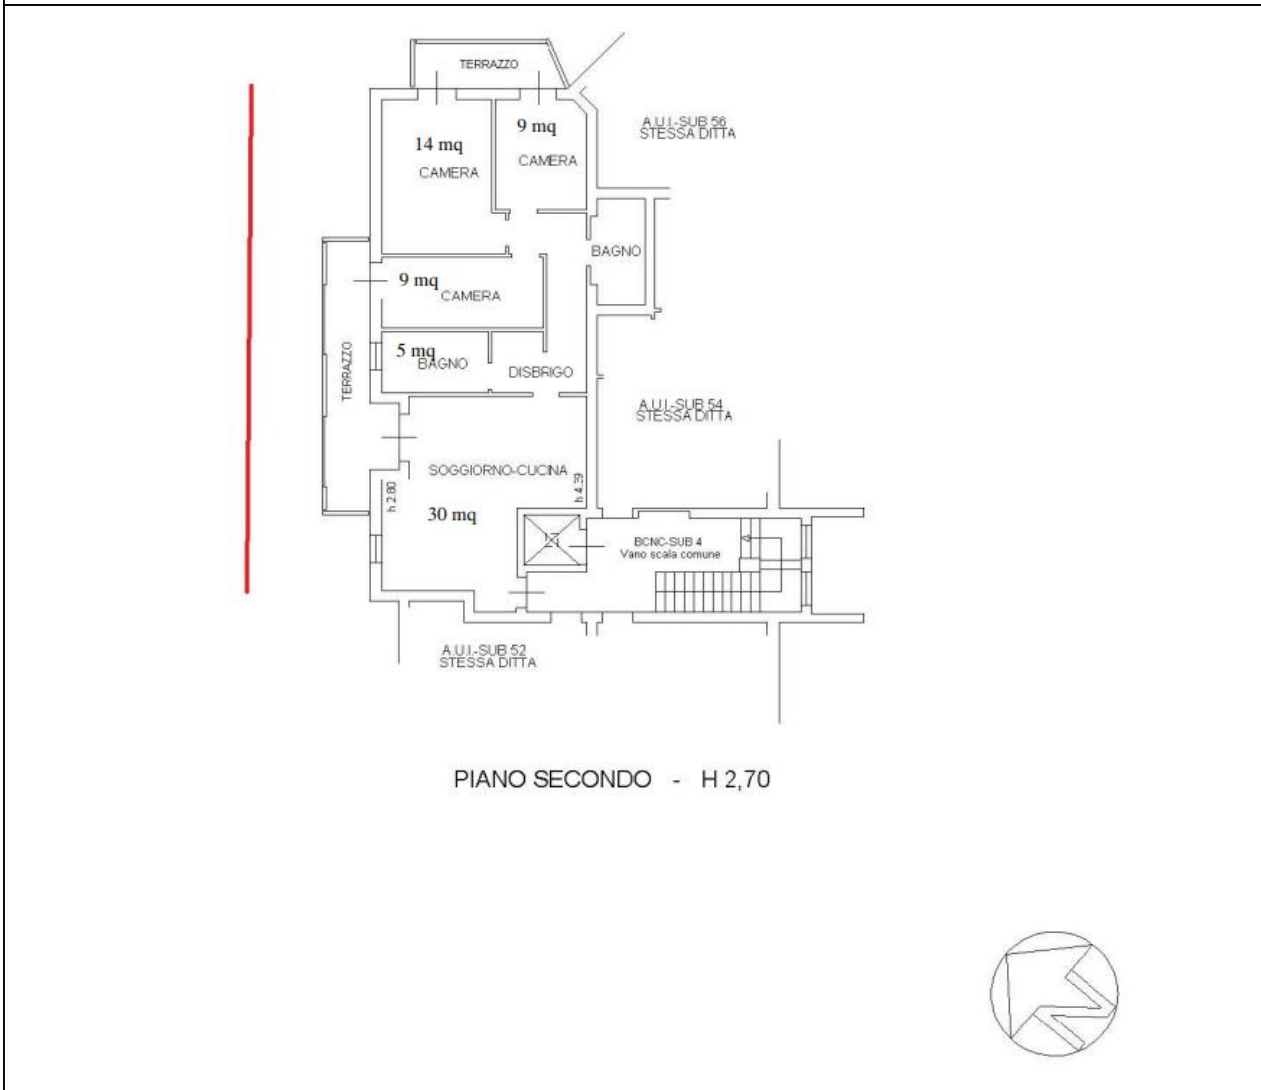 TERRAZZO
9 mq
A.U.I.-SUB 56
STESSA DITTA
14 mq
CAMERA
CAMERA
BAGNO
9 mq
CAMERA
5 mq
BAGNO
DISBRIGO
TERRAZZO
A.U.I.-SUB 54
STESSA DITTA
SOGGIORNO-CUCINA
h 4.39
h 2.80
30 mq
BCNC-SUB 4
Vano scala comune
A.U.I.-SUB 52
STESSA DITTA
PIANO SECONDO - H 2,70
N